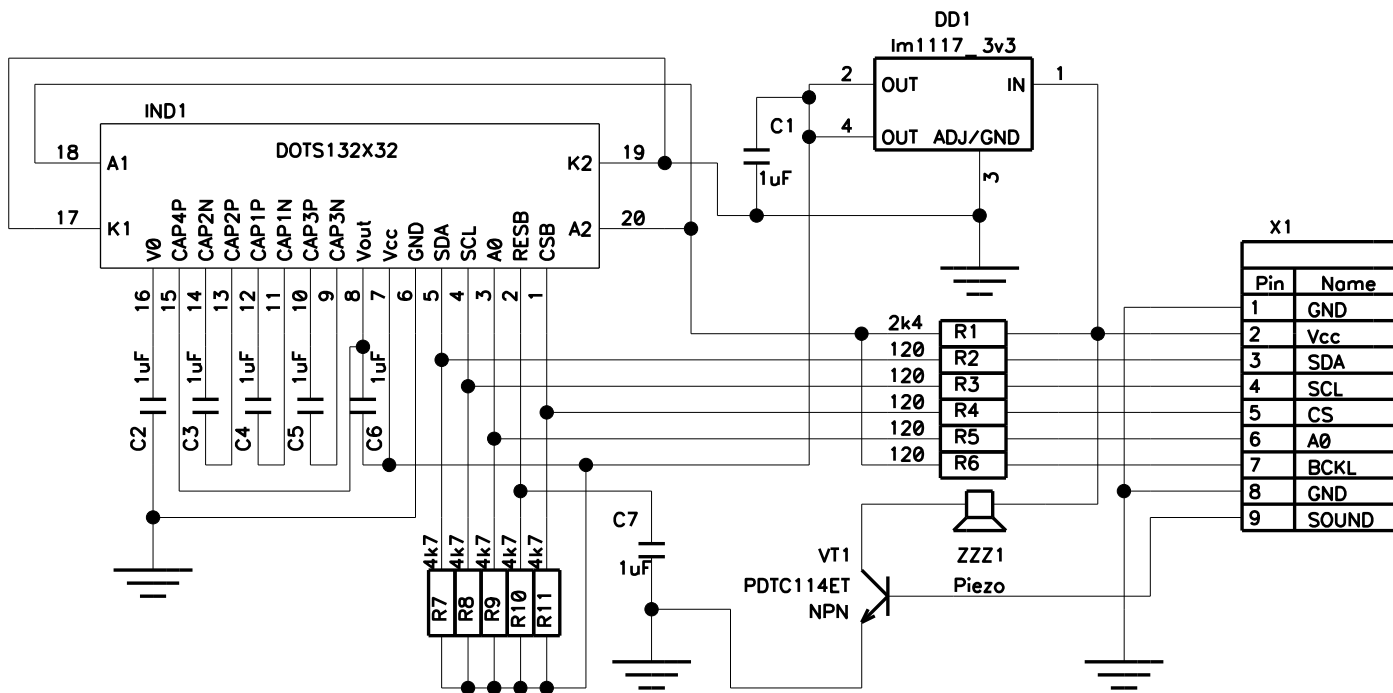 DD1
lm1117_3v3
2 OUT IN 1
4 OUT ADJ/GND
3
C1
1uF
IND1
DOTS132X32
18 A1
17 K1
K2 19
A2 20
V0 CAP4P CAP2N CAP2P CAP1P CAP1N CAP3P CAP3N Vout Vcc GND SDA SCL A0 RESB CSB
16 15 14 13 12 11 10 9 8 7 6 5 4 3 2 1
1uF 1uF 1uF 1uF 1uF
C2 C3 C4 C5 C6
2k4 R1
120 R2
120 R3
120 R4
120 R5
120 R6
X1
Pin Name
1 GND
2 Vcc
3 SDA
4 SCL
5 CS
6 A0
7 BCKL
8 GND
9 SOUND
C7
1uF
4k7 4k7 4k7 4k7 4k7
R7 R8 R9 R10 R11
VT1
PDTC114ET
NPN
ZZZ1
Piezo